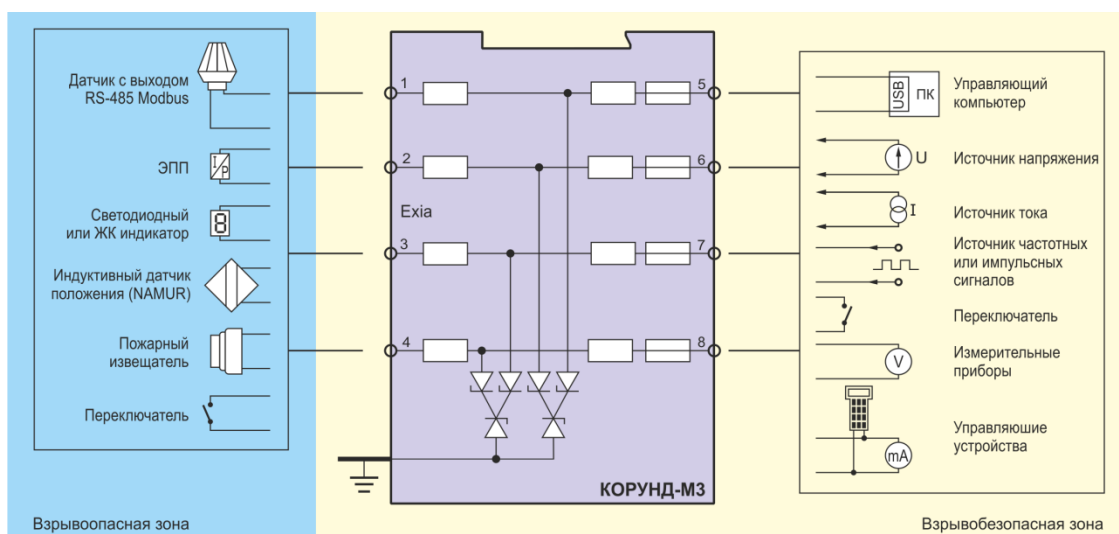 Датчик с выходом
RS-485 Modbus
ЭПП
I/P
Светодиодный
или ЖК индикатор
8
Индуктивный датчик
положения (NAMUR)
Пожарный
извещатель
Переключатель
Взрывоопасная зона
1
2
Exia
3
4
5
6
7
8
КОРУНД-М3
USB
ПК
Управляющий
компьютер
U
Источник напряжения
I
Источник тока
Источник частотных
или импульсных
сигналов
Переключатель
V
Измерительные
приборы
Управляюшие
устройства
mA
Взрывобезопасная зона